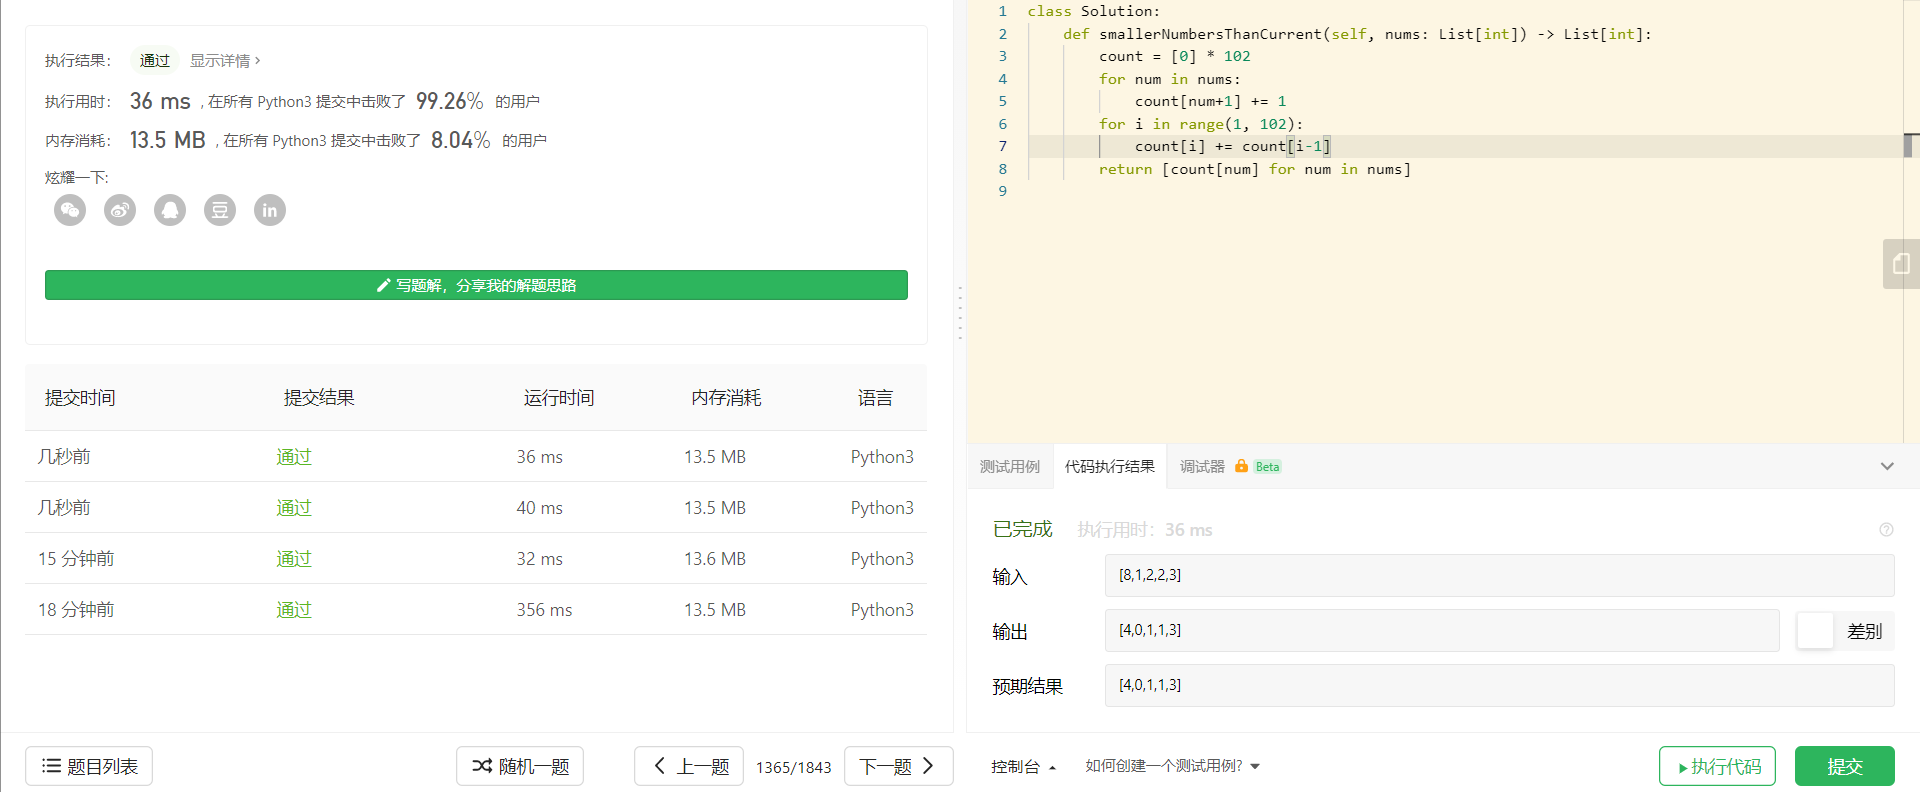 执行结果： 通过 显示详情 ›
执行用时： 36 ms , 在所有 Python3 提交中击败了 99.26% 的用户
内存消耗： 13.5 MB , 在所有 Python3 提交中击败了 8.04% 的用户
炫耀一下:
豆 in
写题解，分享我的解题思路
提交时间 提交结果 运行时间 内存消耗 语言
几秒前 通过 36 ms 13.5 MB Python3
几秒前 通过 40 ms 13.5 MB Python3
15 分钟前 通过 32 ms 13.6 MB Python3
18 分钟前 通过 356 ms 13.5 MB Python3
题目列表 随机一题 上一题 1365/1843 下一题
1 class Solution:
2     def smallerNumbersThanCurrent(self, nums: List[int]) -> List[int]:
3         count = [0] * 102
4         for num in nums:
5             count[num+1] += 1
6         for i in range(1, 102):
7             count[i] += count[i-1]
8         return [count[num] for num in nums]
9
测试用例 代码执行结果 调试器 Beta
已完成 执行用时：36 ms
输入 [8,1,2,2,3]
输出 [4,0,1,1,3] 差别
预期结果 [4,0,1,1,3]
控制台 如何创建一个测试用例? 执行代码 提交